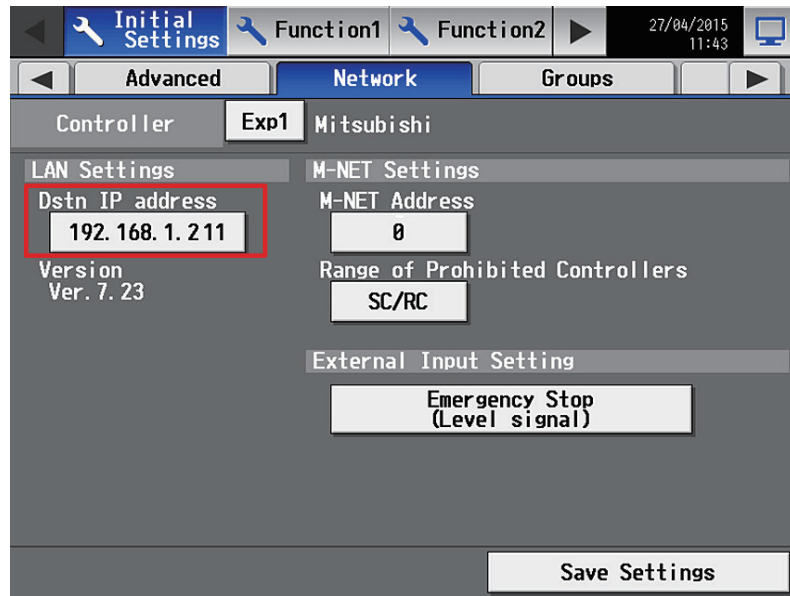 Initial Settings
Function1
Function2
27/04/2015
11:43
Advanced
Network
Groups
Controller
Exp1
Mitsubishi
LAN Settings
Dstn IP address
192.168.1.211
Version
Ver.7.23
M-NET Settings
M-NET Address
0
Range of Prohibited Controllers
SC/RC
External Input Setting
Emergency Stop
(Level signal)
Save Settings